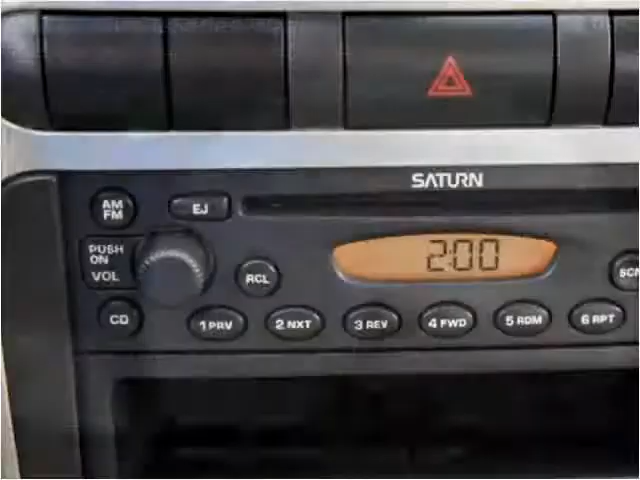 SATURN
AM
FM
EJ
2:00
PUSH
ON
VOL
RCL
SCN
CD
1 PRV
2 NXT
3 REV
4 FWD
5 RDM
6 RPT